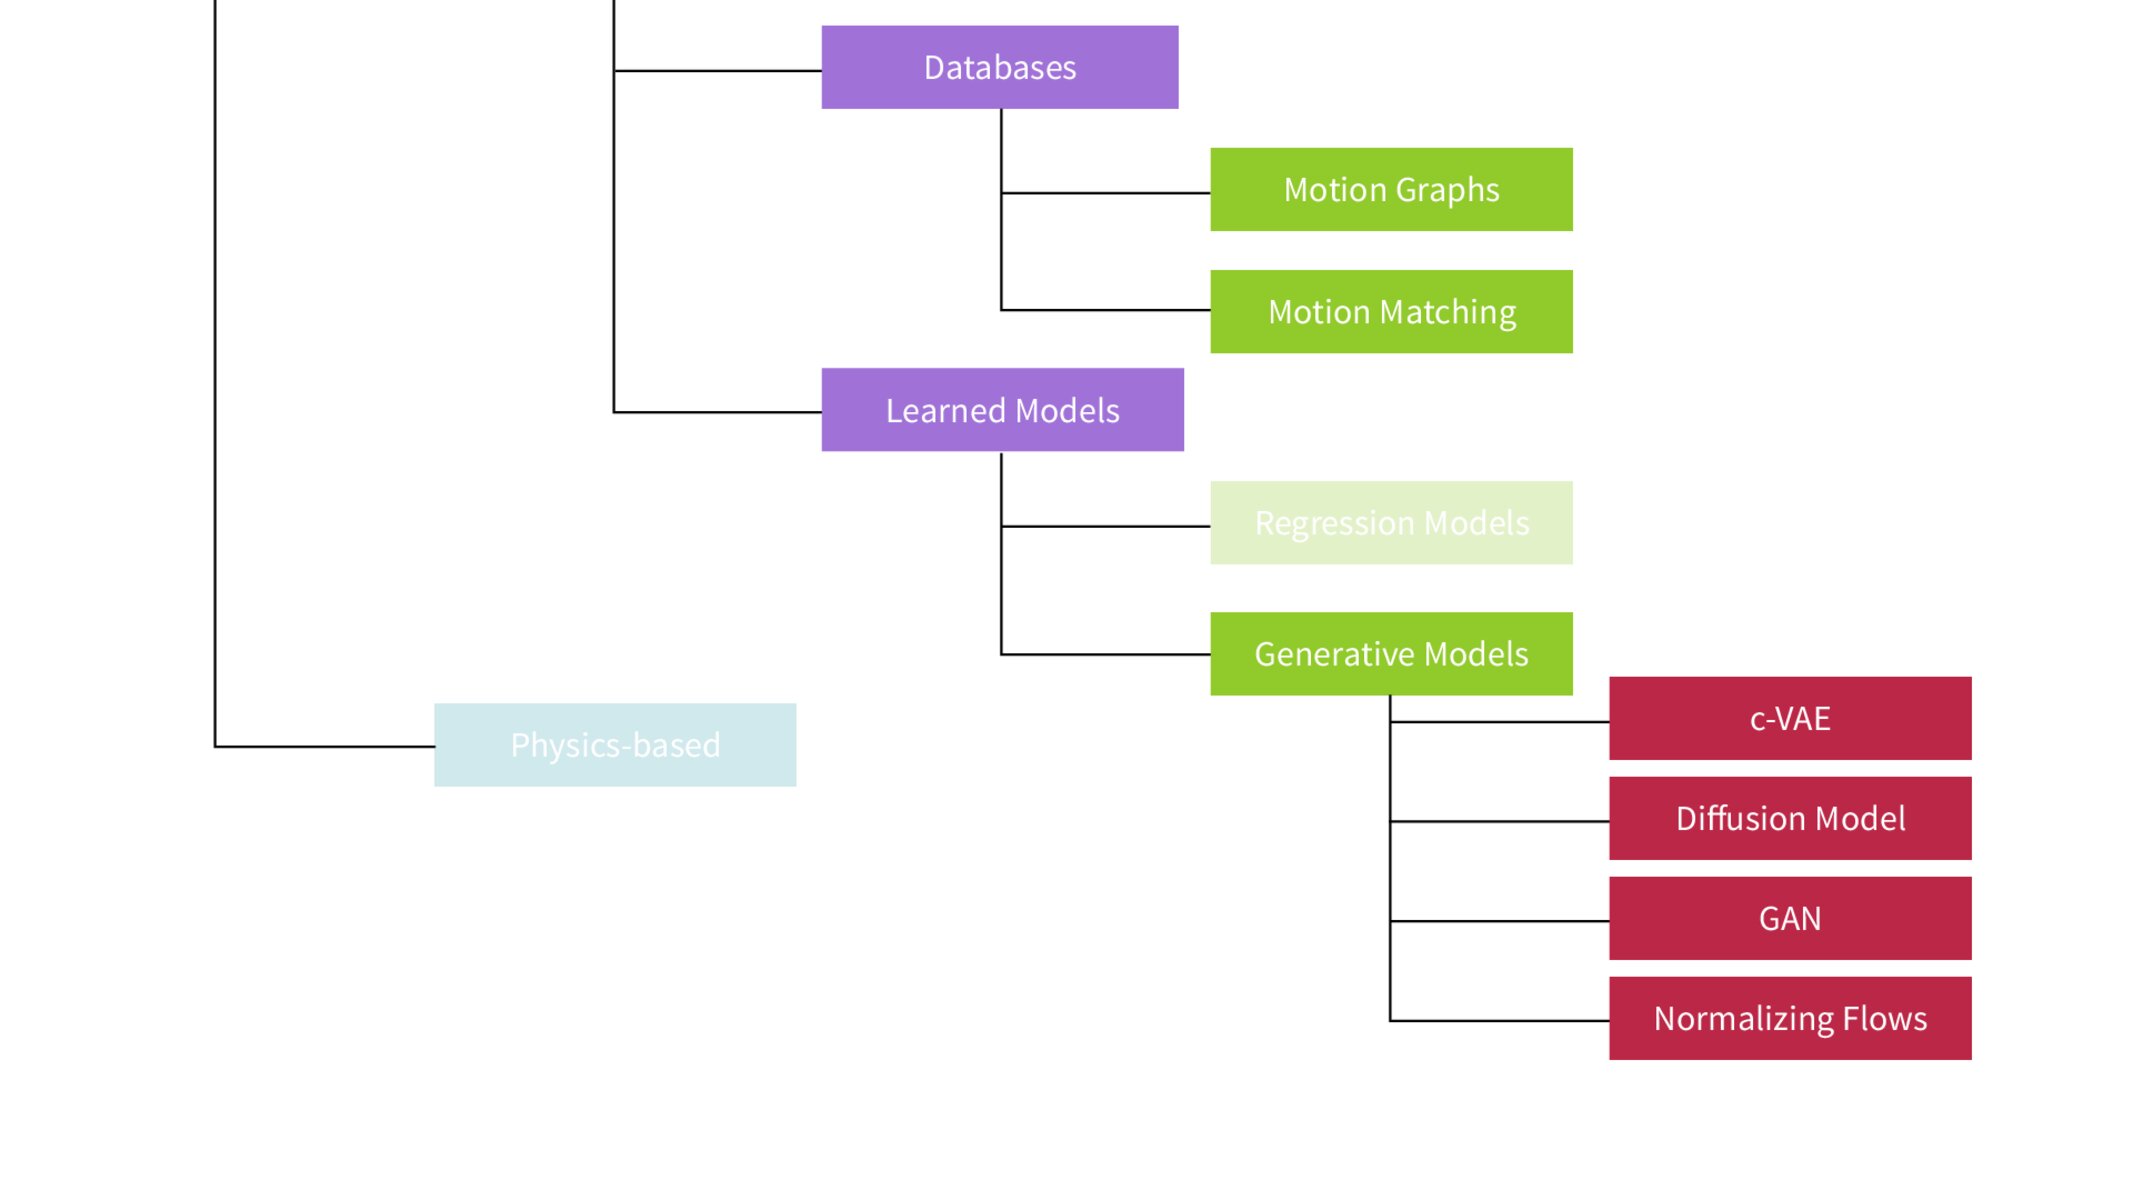 Databases
Motion Graphs
Motion Matching
Learned Models
Regression Models
Generative Models
c-VAE
Physics-based
Diffusion Model
GAN
Normalizing Flows